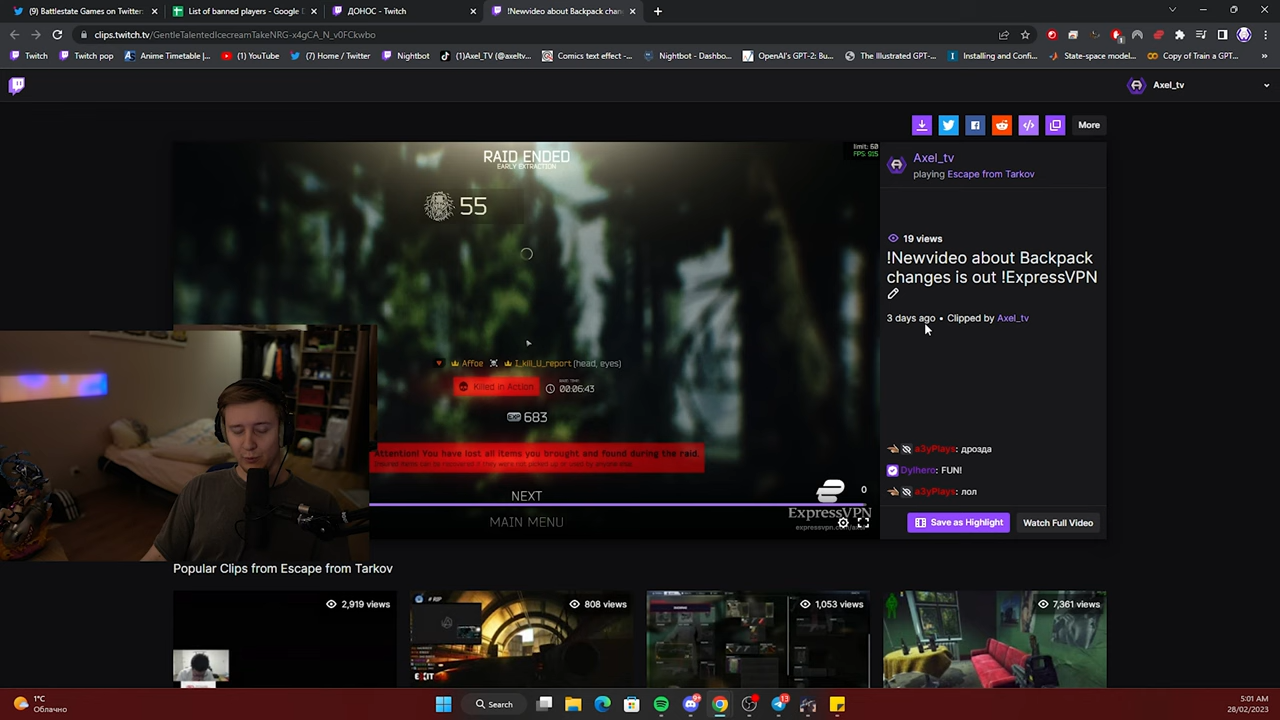 (9) Battlestate Games on Twitter:
List of banned players - Google
ДОНОС - Twitch
!Newvideo about Backpack chan
clips.twitch.tv/GentleTalentedIcecreamTakeNRG-x4gCA_N_v0FCkwbo
Twitch
Twitch pop
Anime Timetable |...
(1) YouTube
(7) Home / Twitter
Nightbot
(1)Axel_TV (@axeltv...
Comics text effect -...
Nightbot - Dashbo...
OpenAI's GPT-2: Bu...
The Illustrated GPT-...
Installing and Confi...
State-space model...
Copy of Train a GPT...
Axel_tv
More
RAID ENDED
EARLY EXTRACTION
limit: 60
55
Axel_tv
playing Escape from Tarkov
19 views
!Newvideo about Backpack
changes is out !ExpressVPN
3 days ago • Clipped by Axel_tv
Affoe I_kill_U_report (head, eyes)
Killed in Action
00:06:43
EXP 683
Attention! You have lost all items you brought and found during the raid.
NEXT
MAIN MENU
0
ExpressVPN
a3yPlays: дрозда
Dylhero: FUN!
a3yPlays: лол
Save as Highlight
Watch Full Video
Popular Clips from Escape from Tarkov
2,919 views
808 views
1,053 views
7,361 views
EXIT
1°C
Облачно
Search
5:01 AM
28/02/2023